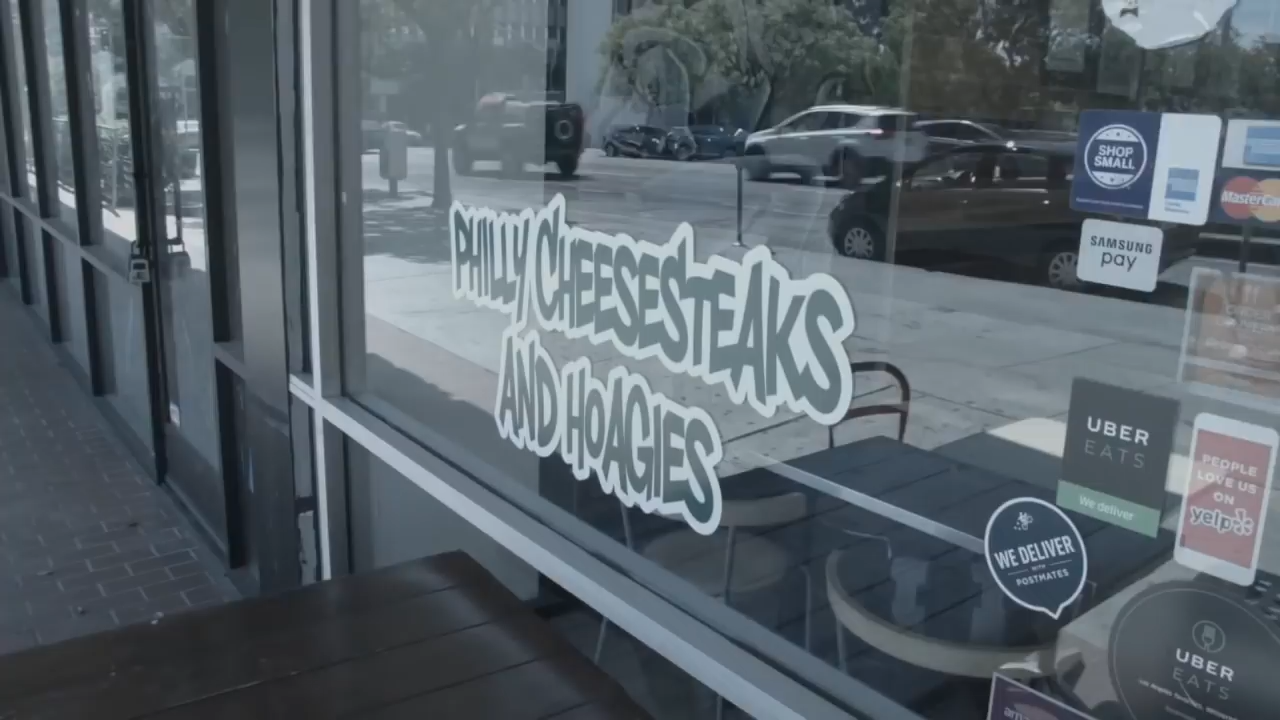 PHILLY CHEESESTEAKS
AND HOAGIES
SHOP
SMALL
MasterCard
SAMSUNG
pay
UBER
EATS
We deliver
PEOPLE
LOVE US
ON
yelp
WE DELIVER
WITH
POSTMATES
UBER
EATS